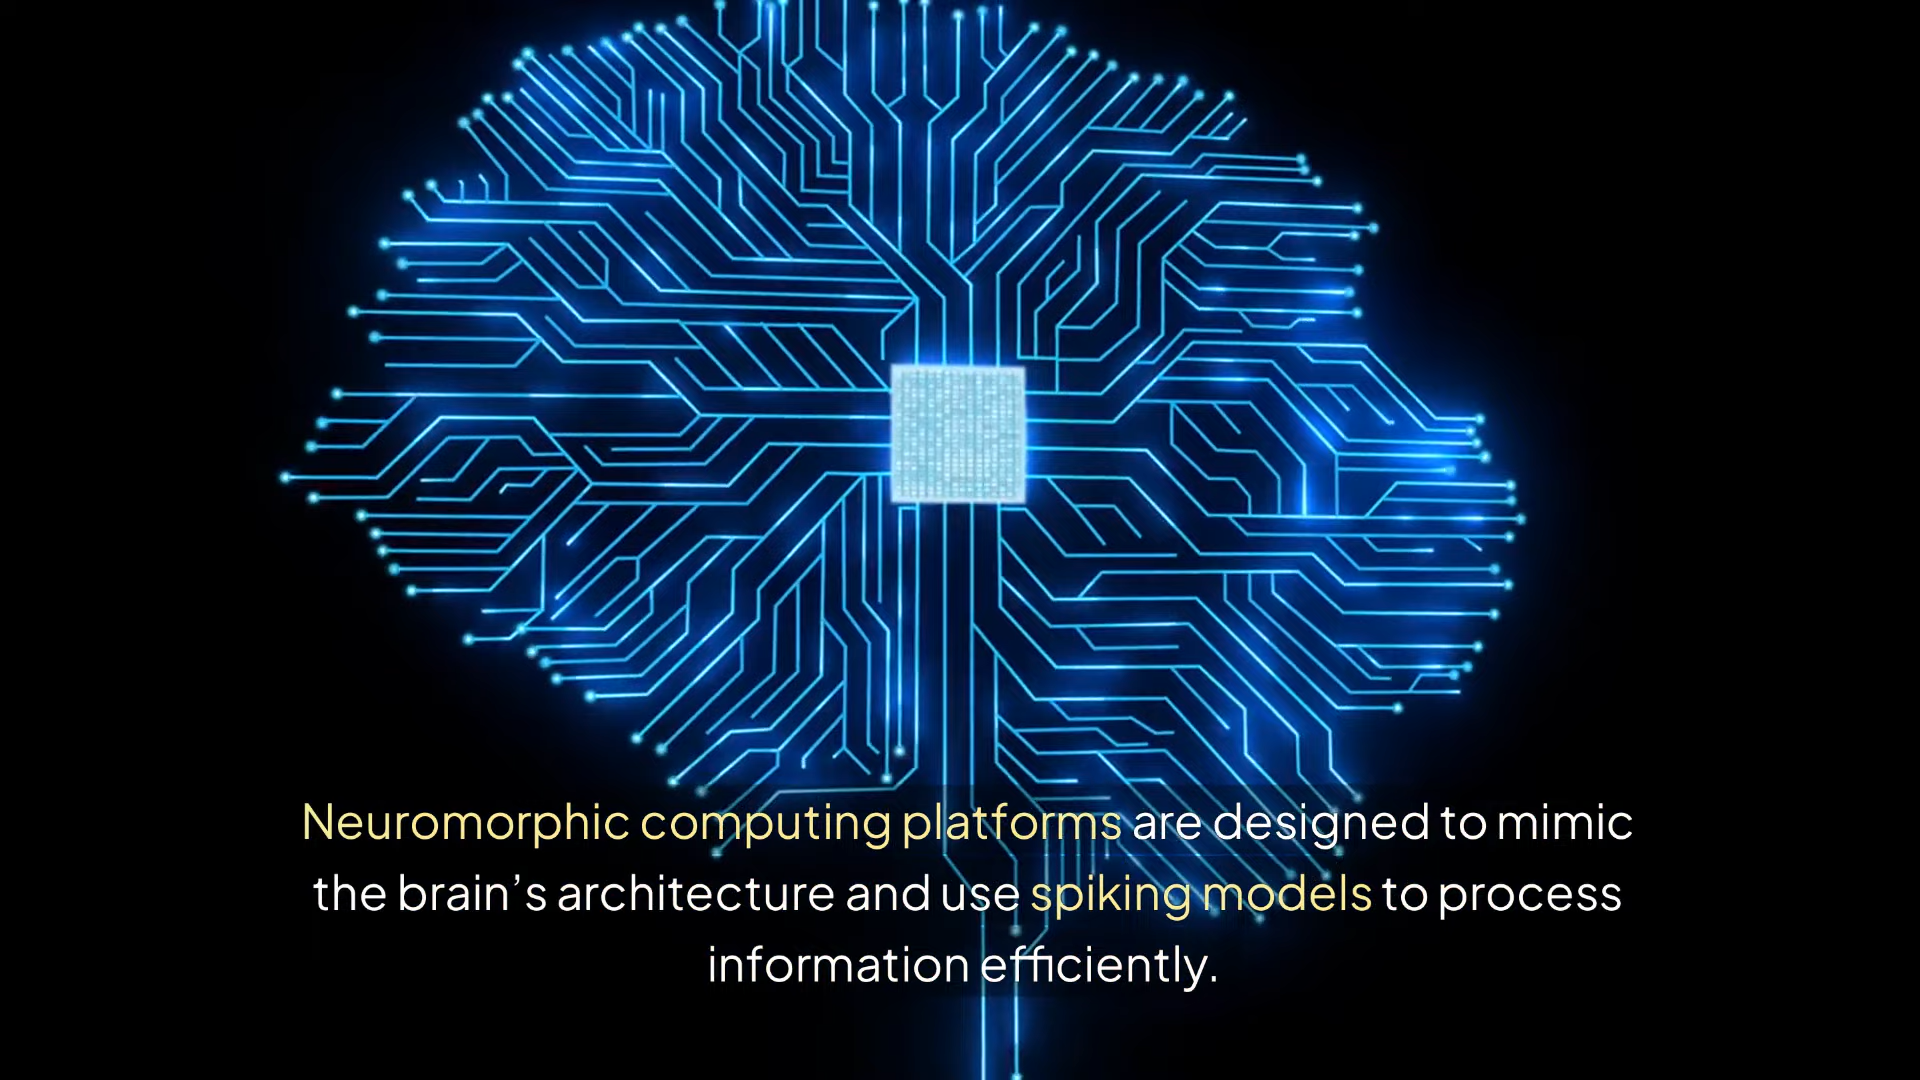 Neuromorphic computing platforms are designed to mimic
the brain’s architecture and use spiking models to process
information efficiently.